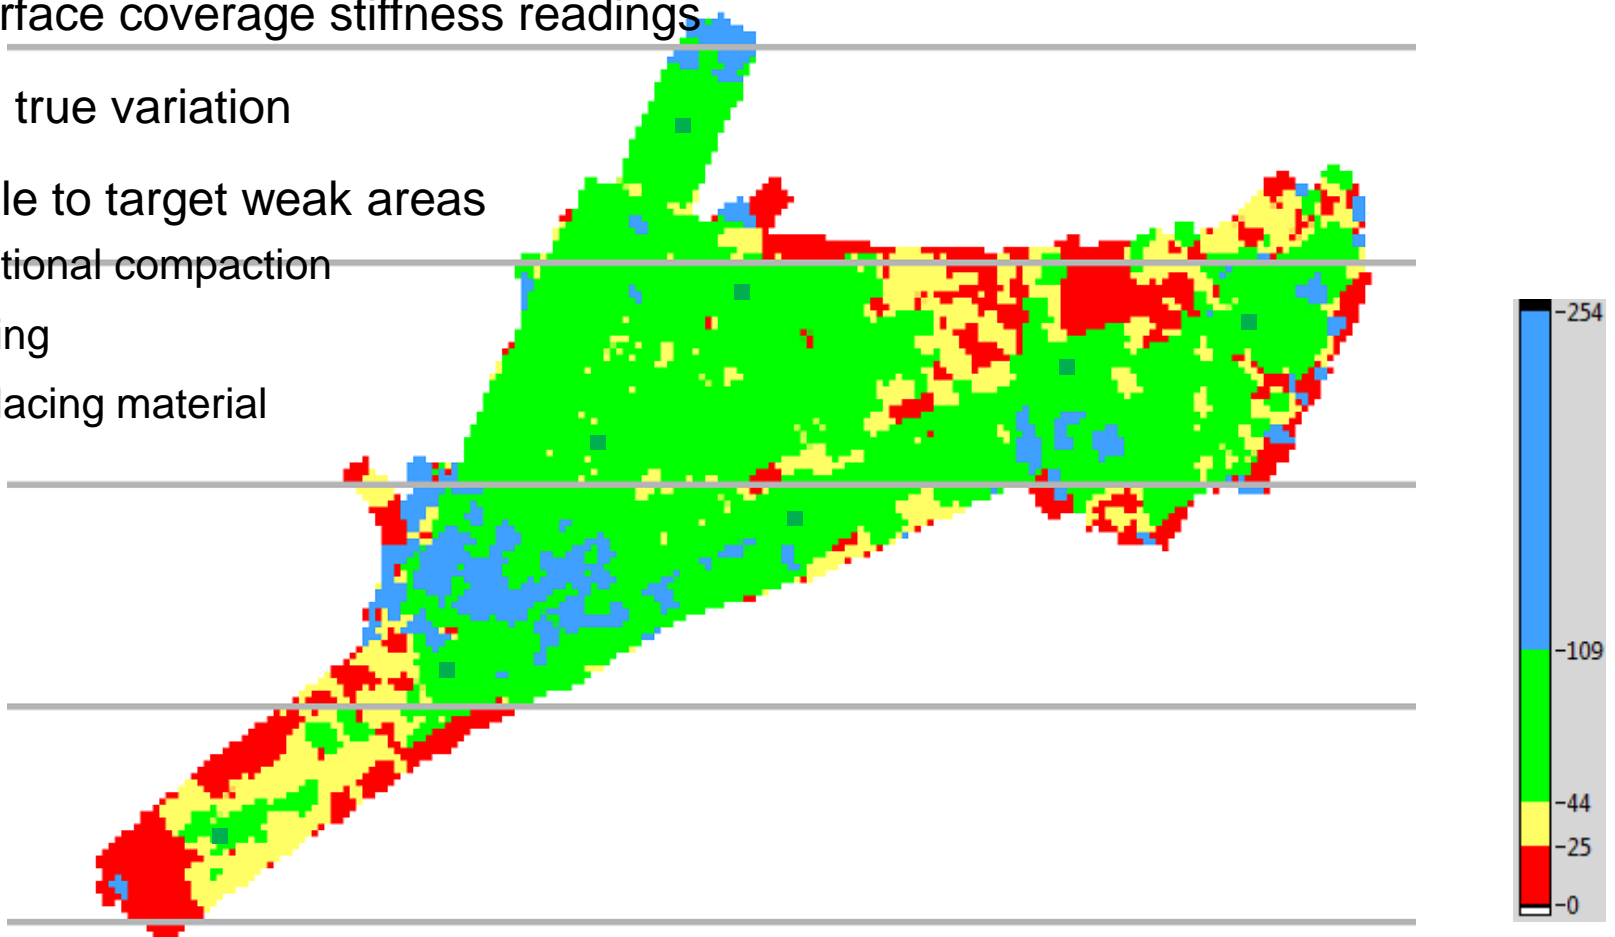 rface coverage stiffness readings
true variation
le to target weak areas
tional compaction
ing
lacing material
-254
-109
-44
-25
-0